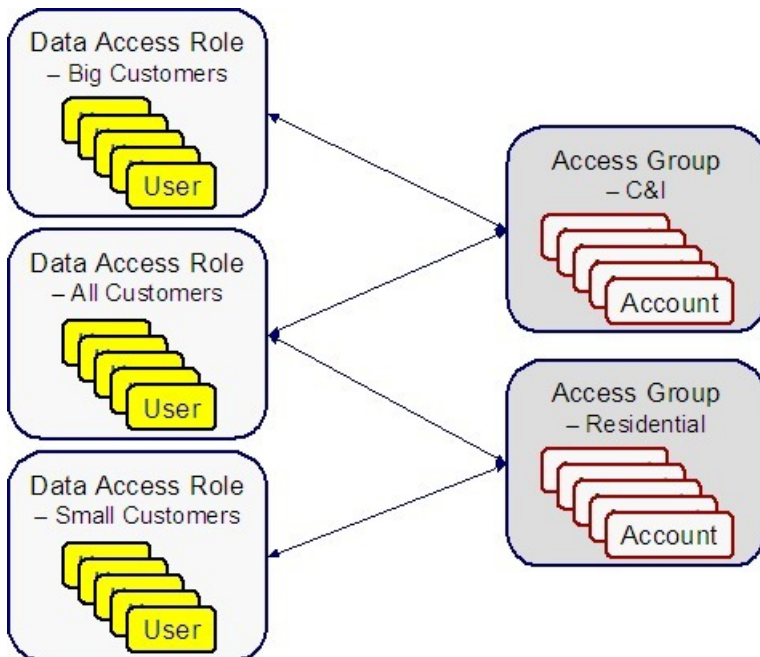 Data Access Role
– Big Customers
User
Data Access Role
– All Customers
User
Data Access Role
– Small Customers
User
Access Group
– C&I
Account
Access Group
– Residential
Account